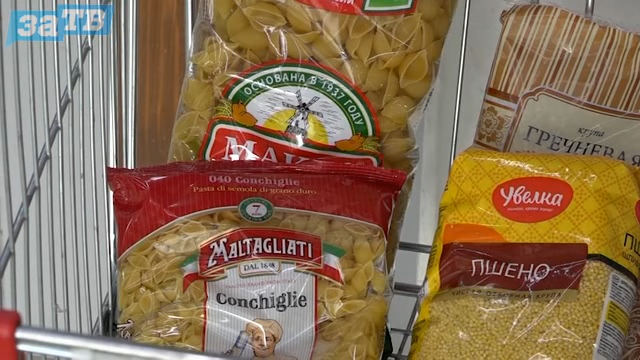 заТВ
ОСНОВАНА В 1937 ГОДУ
МАК
крупа
ГРЕЧНЕВАЯ
040 Conchiglie
Pasta di semola di grano duro
7
MALTAGLIATI
DAL 1848
Conchiglie
Увелка
ПШЕНО